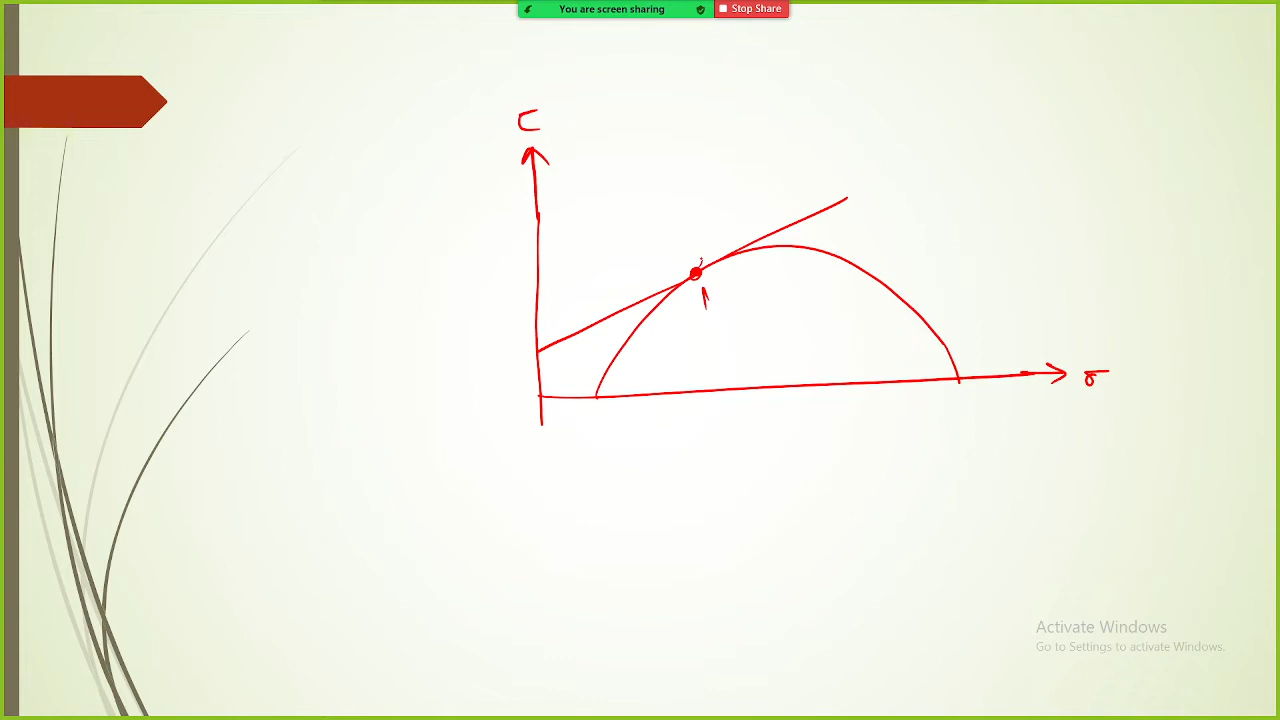 You are screen sharing
Stop Share
σ
Activate Windows
Go to Settings to activate Windows.